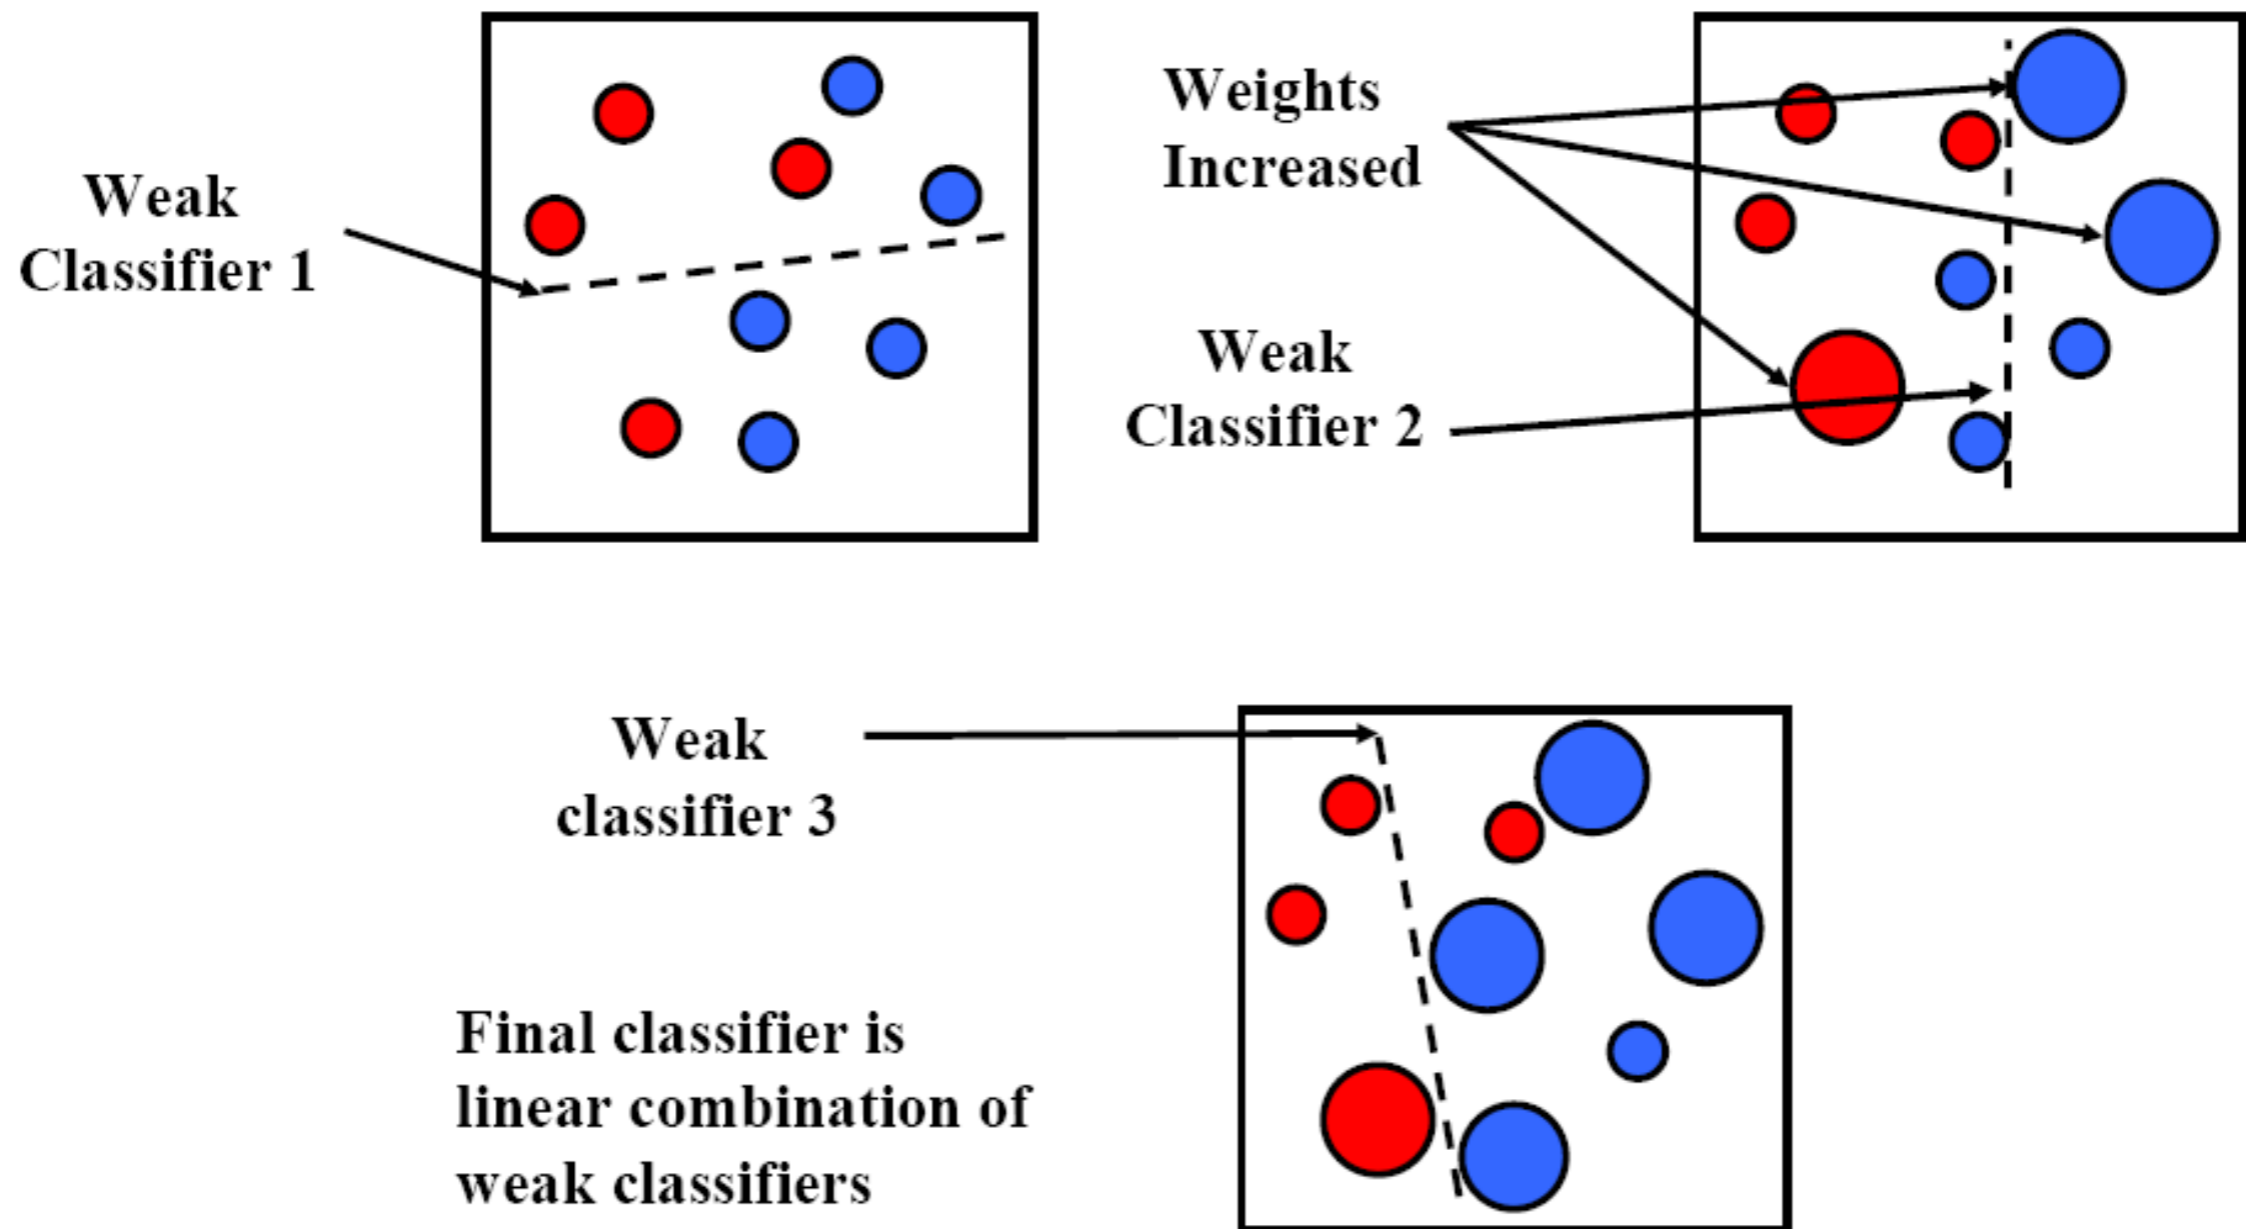 Weak
Classifier 1
Weights
Increased
Weak
Classifier 2
Weak
classifier 3
Final classifier is
linear combination of
weak classifiers